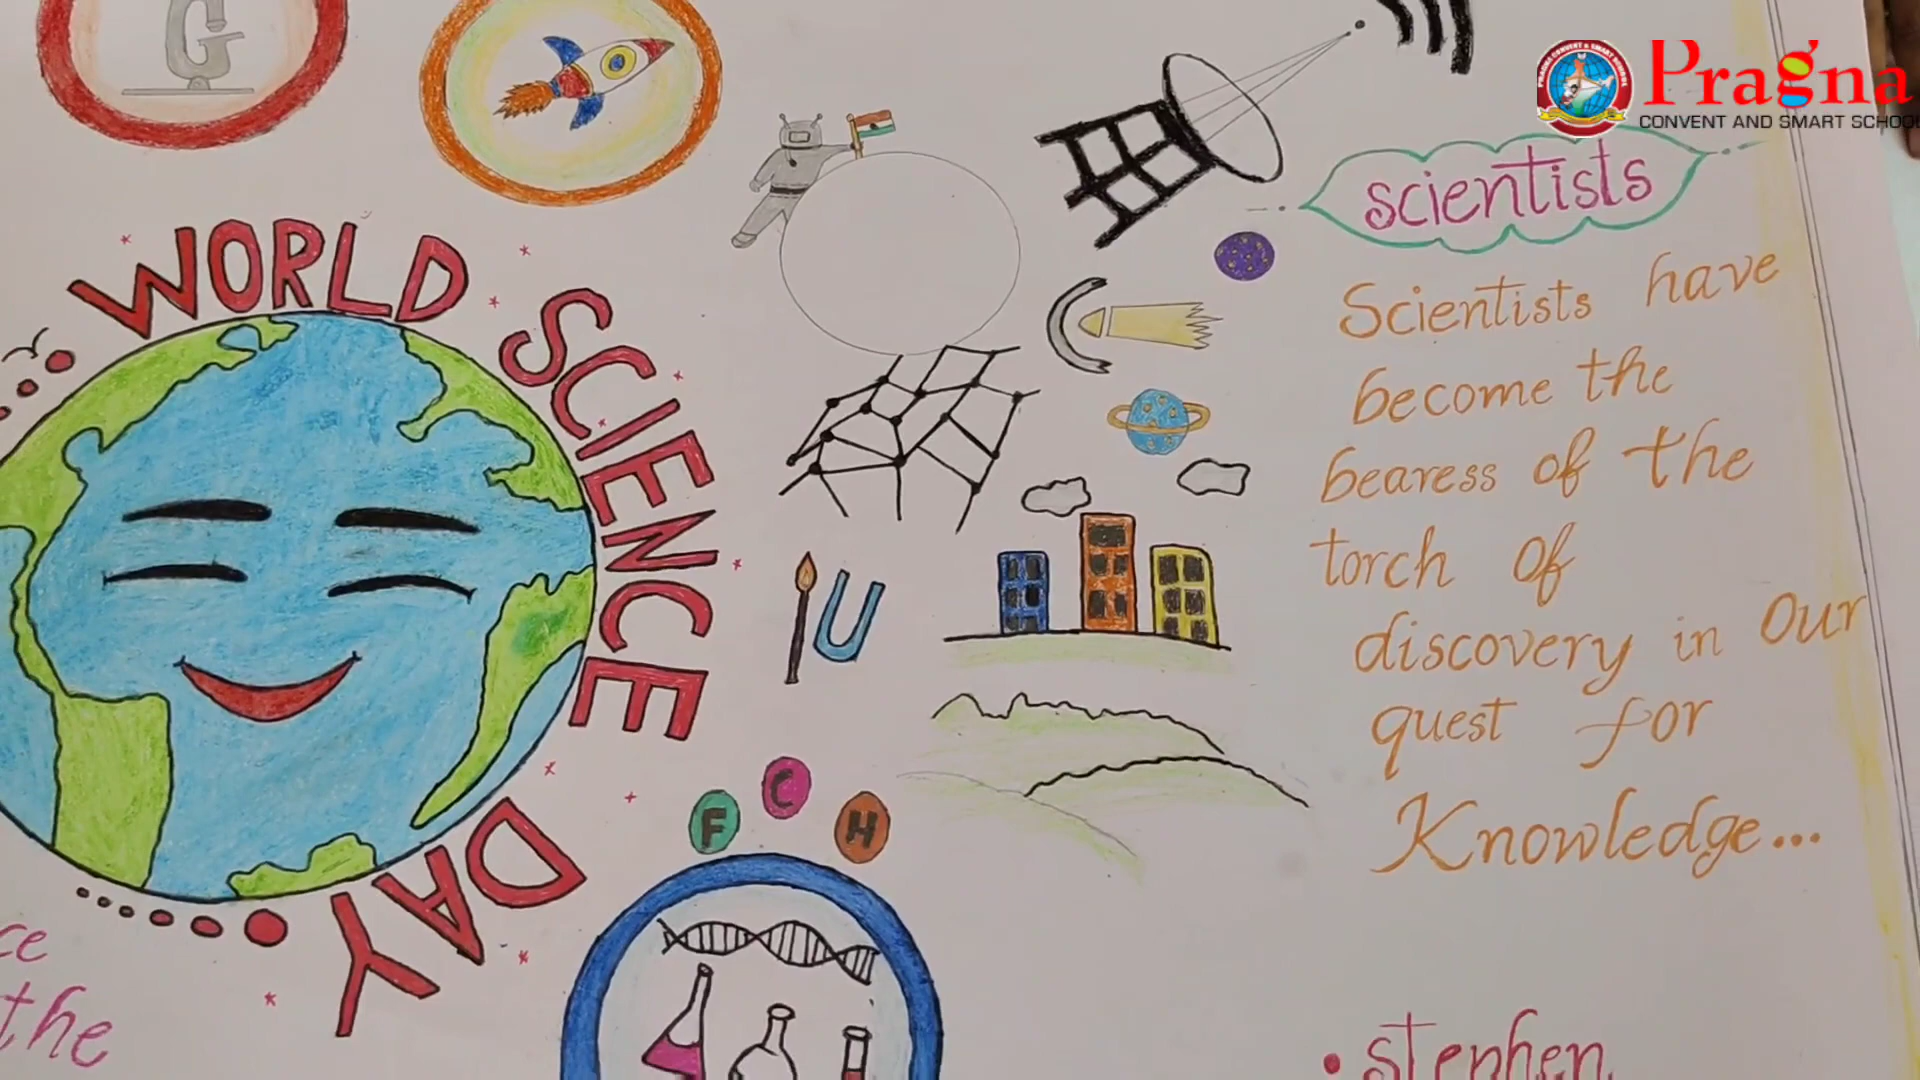 Pragna
CONVENT AND SMART SCHOOL
WORLD SCIENCE DAY
scientists
Scientists have
become the
bearess of the
torch of
discovery in our
quest for
Knowledge...
F C H
ce
the
• stephen